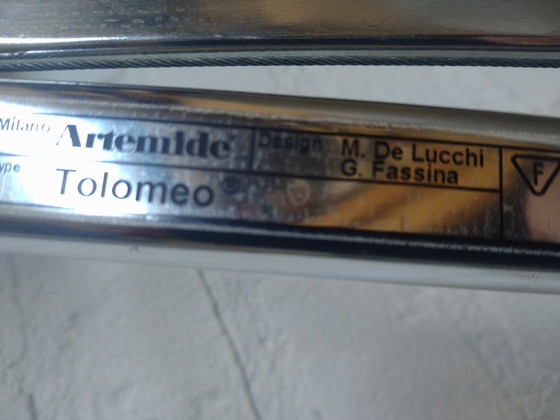 Milano Artemide Design M. De Lucchi
G. Fassina
ype Tolomeo ®
F